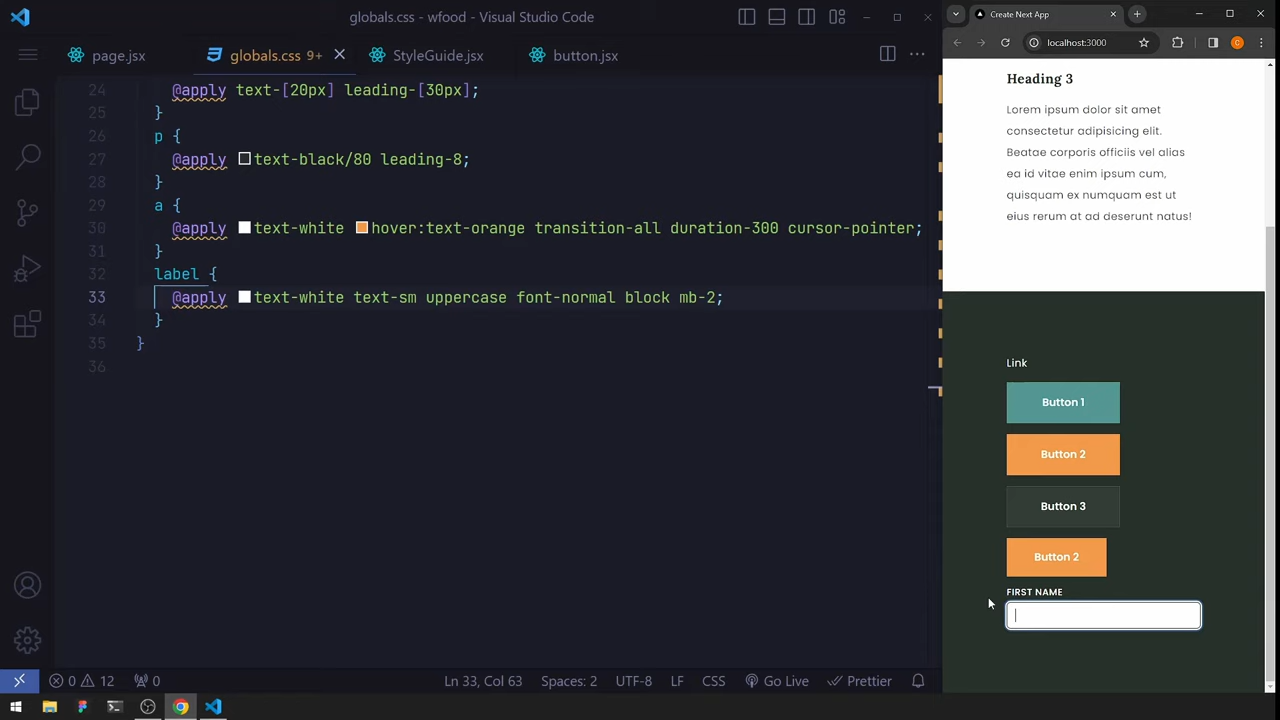 globals.css - wfood - Visual Studio Code
page.jsx
globals.css 9+
StyleGuide.jsx
button.jsx
24 @apply text-[20px] leading-[30px];
25 }
26 p {
27 @apply text-black/80 leading-8;
28 }
29 a {
30 @apply text-white hover:text-orange transition-all duration-300 cursor-pointer;
31 }
32 label {
33 @apply text-white text-sm uppercase font-normal block mb-2;
34 }
35 }
36
0 12 0 Ln 33, Col 63 Spaces: 2 UTF-8 LF CSS Go Live Prettier
Create Next App
localhost:3000
C
Heading 3
Lorem ipsum dolor sit amet
consectetur adipisicing elit.
Beatae corporis officiis vel alias
ea id vitae enim ipsum cum,
quisquam ex numquam est ut
eius rerum at ad deserunt natus!
Link
Button 1
Button 2
Button 3
Button 2
FIRST NAME